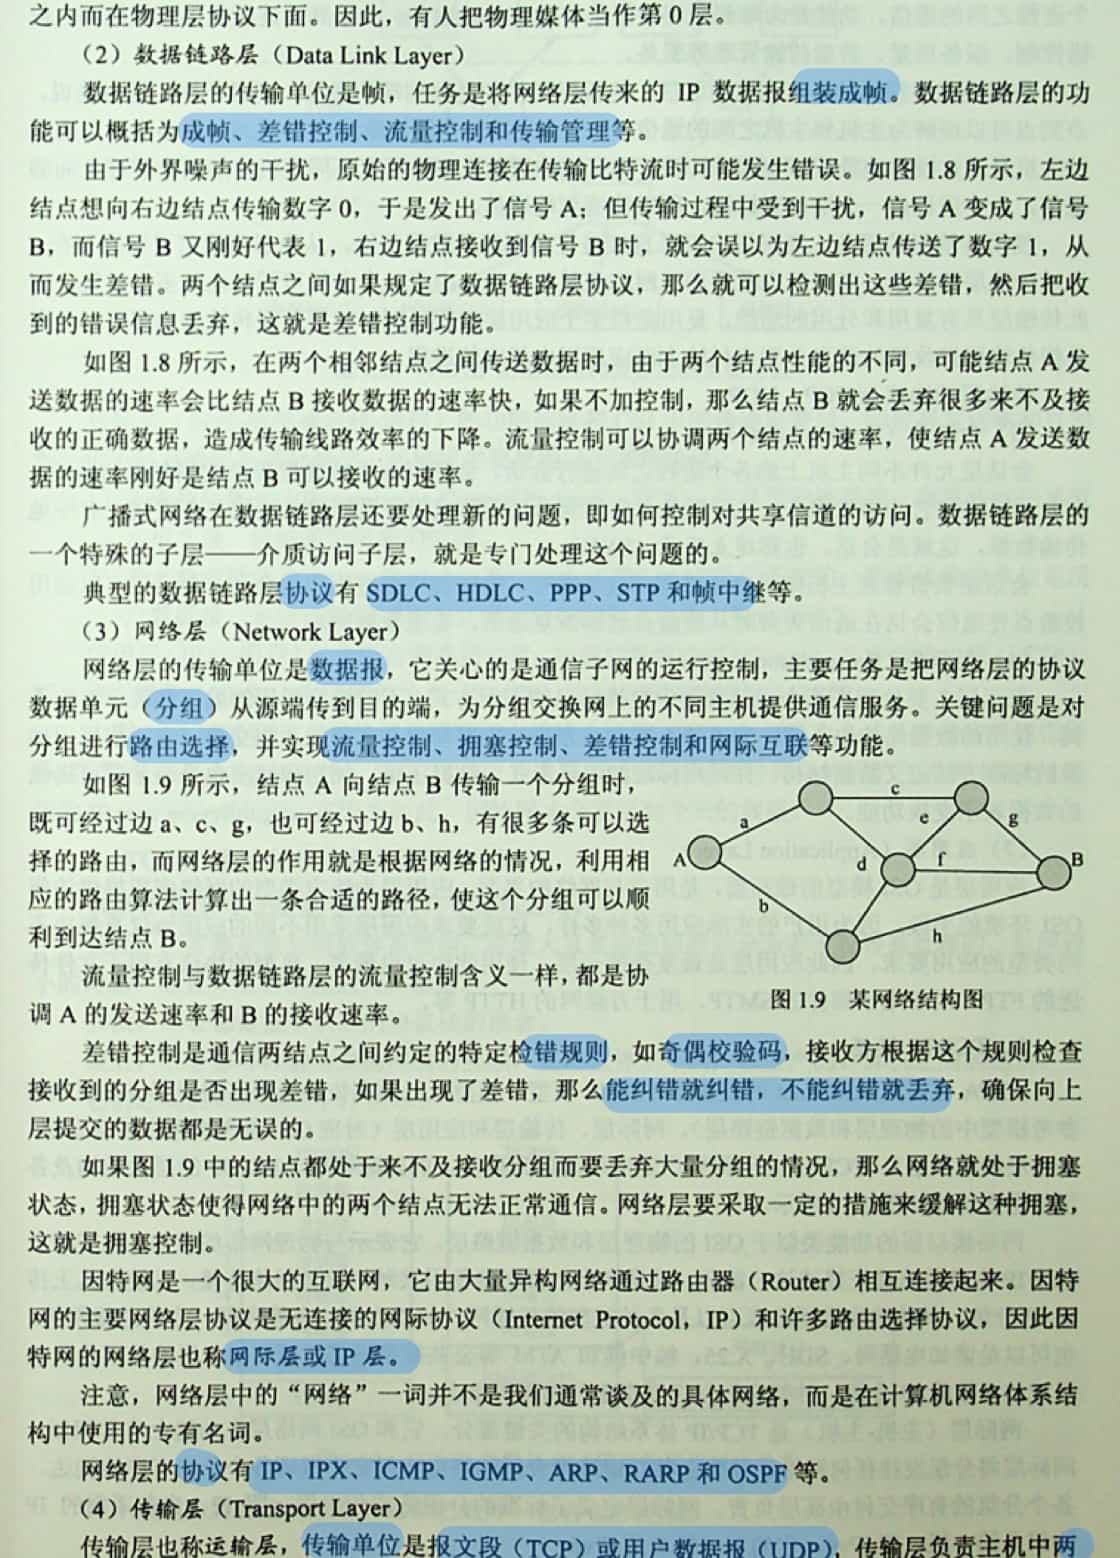 之内而在物理层协议下面。因此，有人把物理媒体当作第 0 层。
（2）数据链路层（Data Link Layer）
数据链路层的传输单位是帧，任务是将网络层传来的 IP 数据报组装成帧。数据链路层的功
能可以概括为成帧、差错控制、流量控制和传输管理等。
由于外界噪声的干扰，原始的物理连接在传输比特流时可能发生错误。如图 1.8 所示，左边
结点想向右边结点传输数字 0，于是发出了信号 A；但传输过程中受到干扰，信号 A 变成了信号
B，而信号 B 又刚好代表 1，右边结点接收到信号 B 时，就会误以为左边结点传送了数字 1，从
而发生差错。两个结点之间如果规定了数据链路层协议，那么就可以检测出这些差错，然后把收
到的错误信息丢弃，这就是差错控制功能。
如图 1.8 所示，在两个相邻结点之间传送数据时，由于两个结点性能的不同，可能结点 A 发
送数据的速率会比结点 B 接收数据的速率快，如果不加控制，那么结点 B 就会丢弃很多来不及接
收的正确数据，造成传输线路效率的下降。流量控制可以协调两个结点的速率，使结点 A 发送数
据的速率刚好是结点 B 可以接收的速率。
广播式网络在数据链路层还要处理新的问题，即如何控制对共享信道的访问。数据链路层的
一个特殊的子层——介质访问子层，就是专门处理这个问题的。
典型的数据链路层协议有 SDLC、HDLC、PPP、STP 和帧中继等。
（3）网络层（Network Layer）
网络层的传输单位是数据报，它关心的是通信子网的运行控制，主要任务是把网络层的协议
数据单元（分组）从源端传到目的端，为分组交换网上的不同主机提供通信服务。关键问题是对
分组进行路由选择，并实现流量控制、拥塞控制、差错控制和网际互联等功能。
如图 1.9 所示，结点 A 向结点 B 传输一个分组时，
既可经过边 a、c、g，也可经过边 b、h，有很多条可以选
择的路由，而网络层的作用就是根据网络的情况，利用相
应的路由算法计算出一条合适的路径，使这个分组可以顺
利到达结点 B。
流量控制与数据链路层的流量控制含义一样，都是协
调 A 的发送速率和 B 的接收速率。
c
a
e
g
A
d
f
B
b
h
图 1.9 某网络结构图
差错控制是通信两结点之间约定的特定检错规则，如奇偶校验码，接收方根据这个规则检查
接收到的分组是否出现差错，如果出现了差错，那么能纠错就纠错，不能纠错就丢弃，确保向上
层提交的数据都是无误的。
如果图 1.9 中的结点都处于来不及接收分组而要丢弃大量分组的情况，那么网络就处于拥塞
状态，拥塞状态使得网络中的两个结点无法正常通信。网络层要采取一定的措施来缓解这种拥塞，
这就是拥塞控制。
因特网是一个很大的互联网，它由大量异构网络通过路由器（Router）相互连接起来。因特
网的主要网络层协议是无连接的网际协议（Internet Protocol，IP）和许多路由选择协议，因此因
特网的网络层也称网际层或 IP 层。
注意，网络层中的“网络”一词并不是我们通常谈及的具体网络，而是在计算机网络体系结
构中使用的专有名词。
网络层的协议有 IP、IPX、ICMP、IGMP、ARP、RARP 和 OSPF 等。
（4）传输层（Transport Layer）
传输层也称运输层，传输单位是报文段（TCP）或用户数据报（UDP），传输层负责主机中两